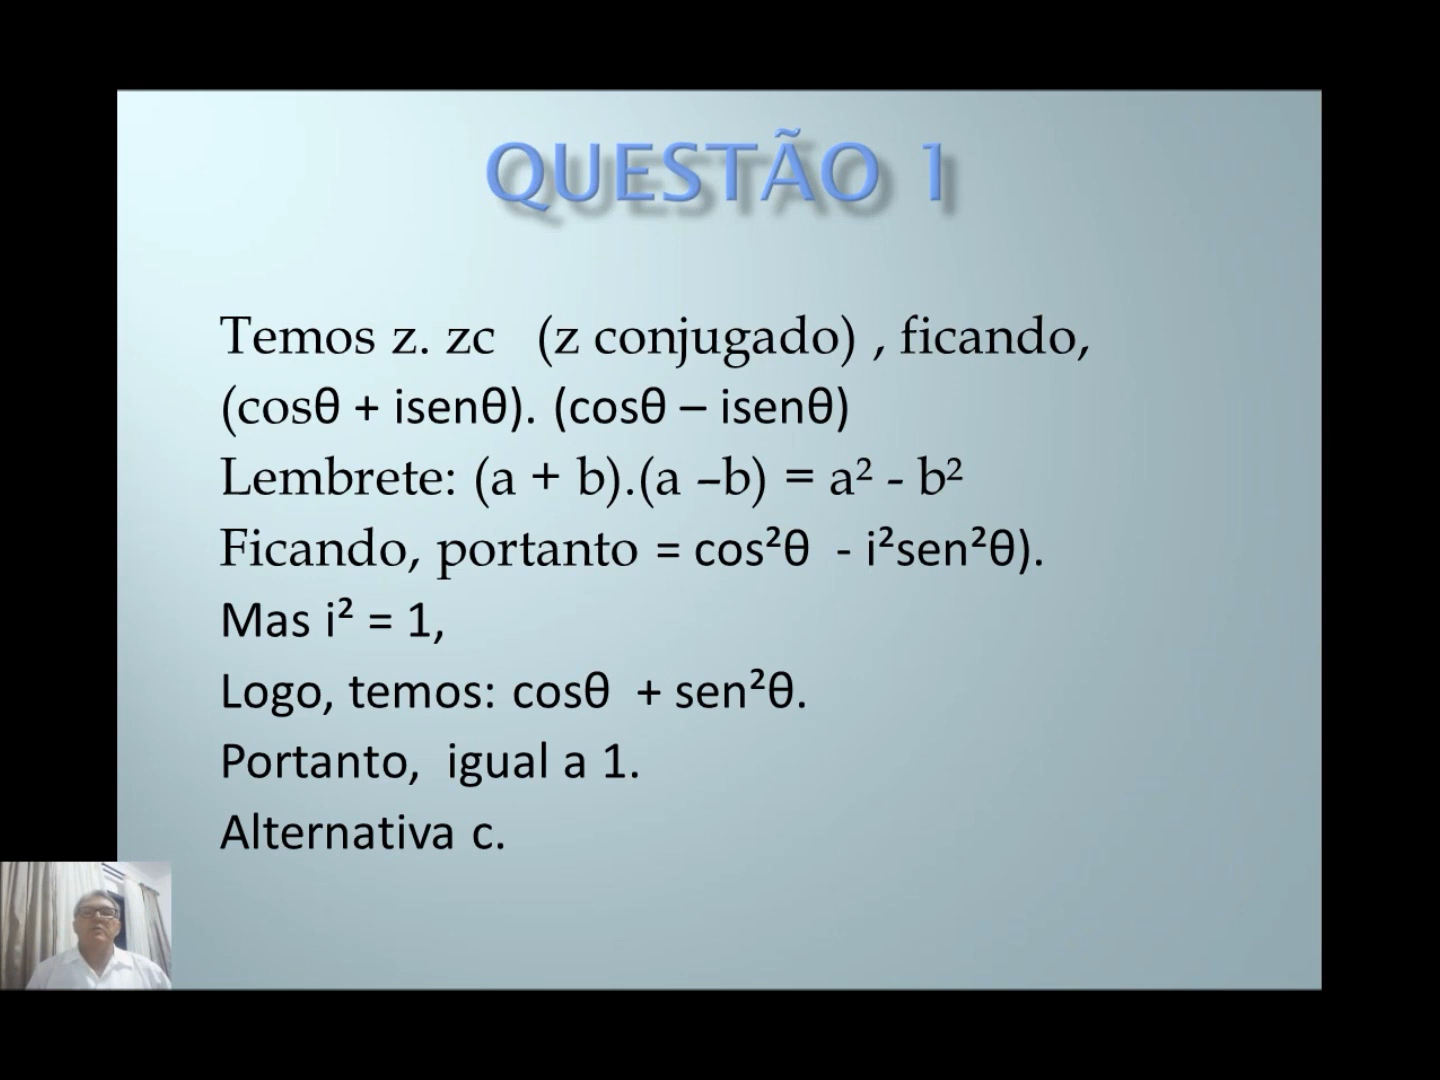 QUESTÃO 1
Temos z. zc (z conjugado) , ficando,
(cosθ + isenθ). (cosθ – isenθ)
Lembrete: (a + b).(a –b) = a² - b²
Ficando, portanto = cos²θ - i²sen²θ).
Mas i² = 1,
Logo, temos: cosθ + sen²θ.
Portanto, igual a 1.
Alternativa c.